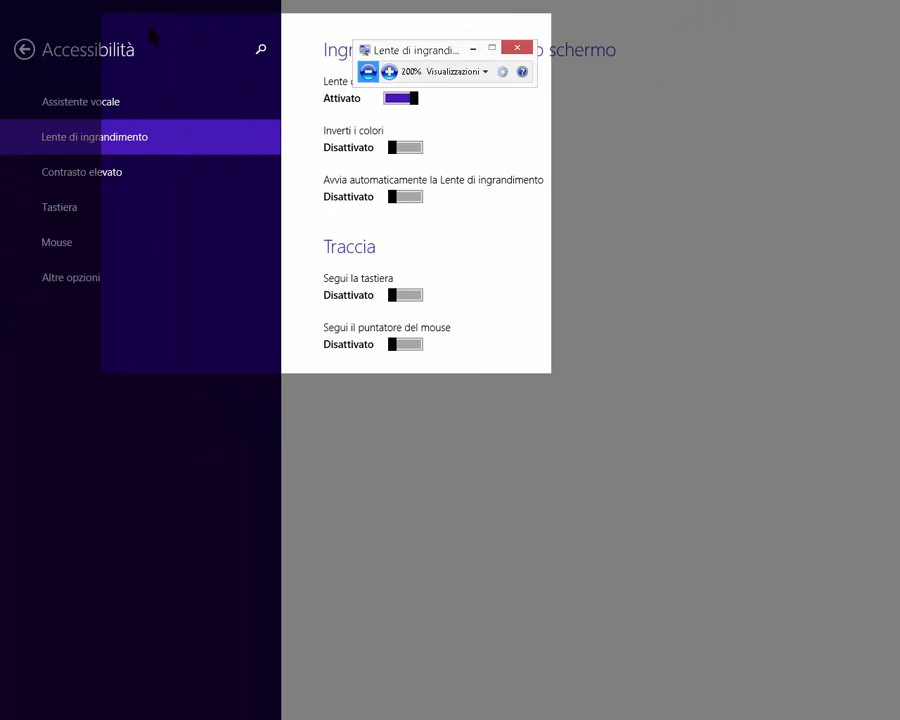 Accessibilità
Assistente vocale
Lente di ingrandimento
Contrasto elevato
Tastiera
Mouse
Altre opzioni
Ingr o schermo
Lente di ingrandi...
200% Visualizzazioni
Lente
Attivato
Inverti i colori
Disattivato
Avvia automaticamente la Lente di ingrandimento
Disattivato
Traccia
Segui la tastiera
Disattivato
Segui il puntatore del mouse
Disattivato